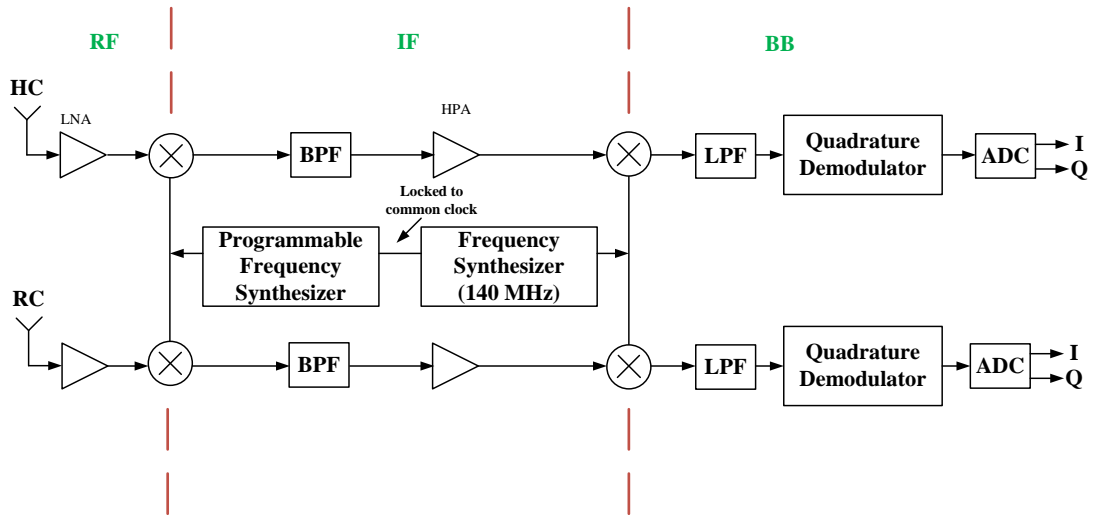 RF
IF
BB
HC
LNA
HPA
BPF
LPF
Quadrature
Demodulator
ADC
I
Q
Locked to
common clock
Programmable
Frequency
Synthesizer
Frequency
Synthesizer
(140 MHz)
RC
BPF
LPF
Quadrature
Demodulator
ADC
I
Q